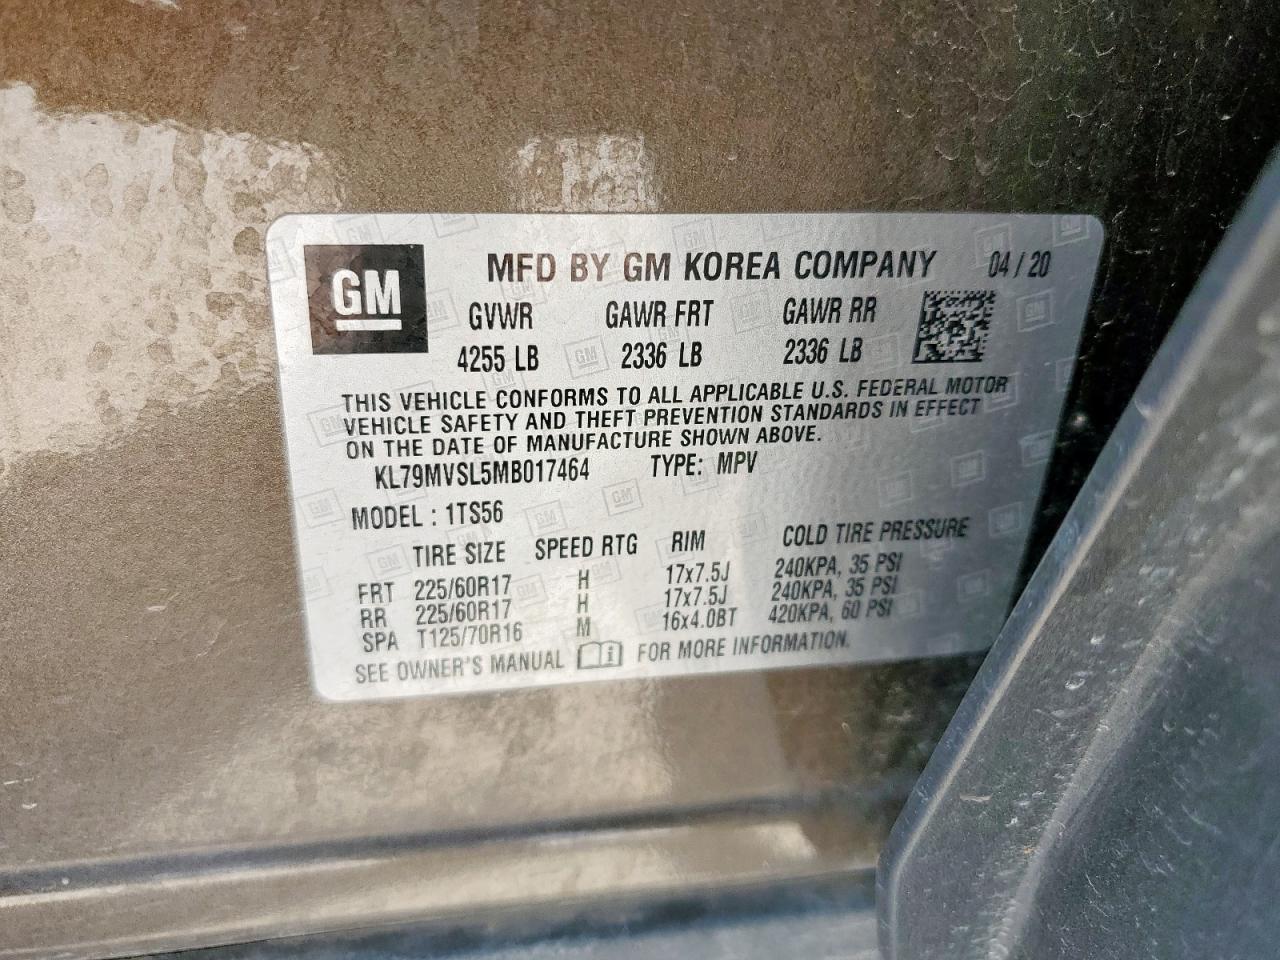 GM
MFD BY GM KOREA COMPANY 04 / 20
GVWR GAWR FRT GAWR RR
4255 LB 2336 LB 2336 LB
THIS VEHICLE CONFORMS TO ALL APPLICABLE U.S. FEDERAL MOTOR
VEHICLE SAFETY AND THEFT PREVENTION STANDARDS IN EFFECT
ON THE DATE OF MANUFACTURE SHOWN ABOVE.
KL79MVSL5MB017464 TYPE: MPV
MODEL : 1TS56
TIRE SIZE SPEED RTG RIM COLD TIRE PRESSURE
FRT 225/60R17 H 17x7.5J 240KPA, 35 PSI
RR 225/60R17 H 17x7.5J 240KPA, 35 PSI
SPA T125/70R16 M 16x4.0BT 420KPA, 60 PSI
SEE OWNER'S MANUAL FOR MORE INFORMATION.